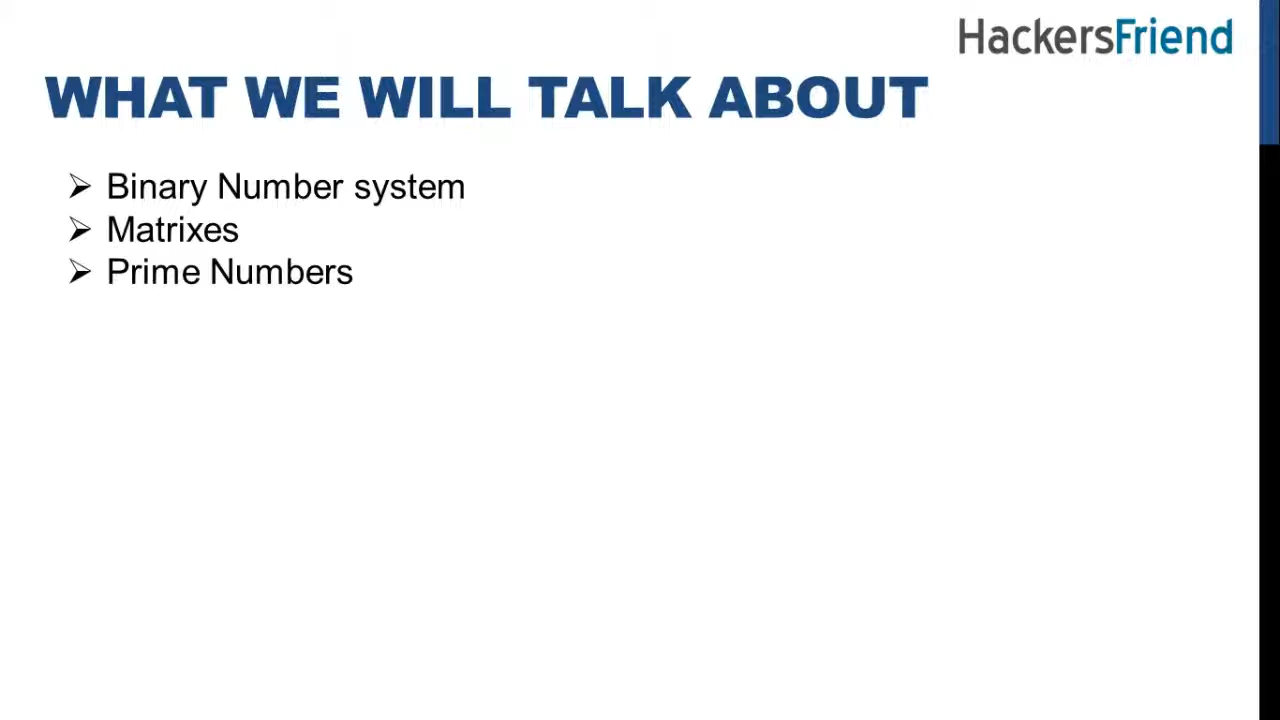 HackersFriend
WHAT WE WILL TALK ABOUT
Binary Number system
Matrixes
Prime Numbers